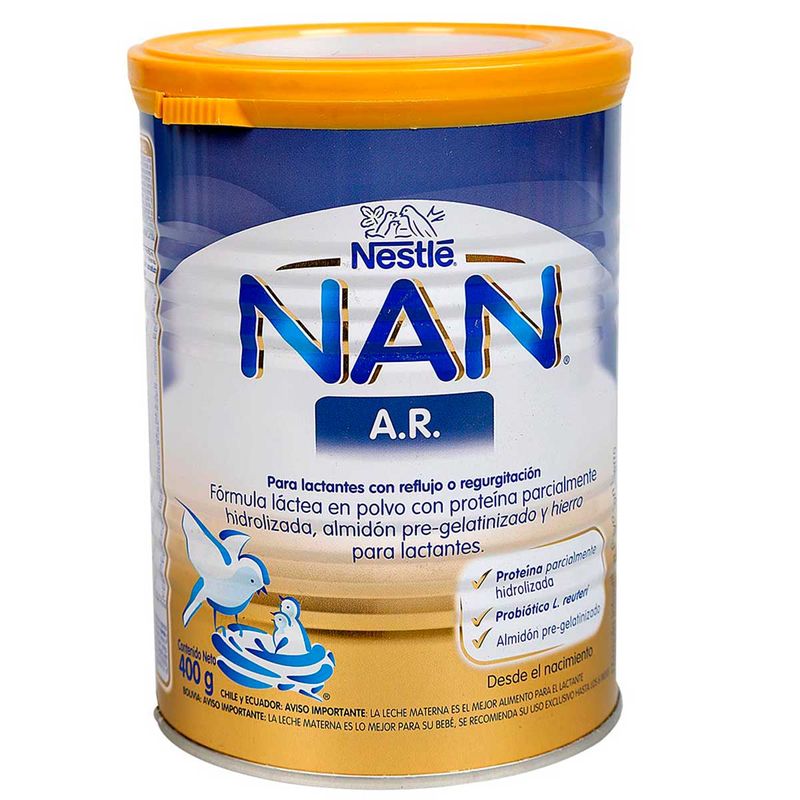 Nestlé
NAN®
A.R.
Para lactantes con reflujo o regurgitación
Fórmula láctea en polvo con proteína parcialmente
hidrolizada, almidón pre-gelatinizado y hierro
para lactantes.
Proteína parcialmente
hidrolizada
Probiótico L. reuteri
Almidón pre-gelatinizado
Desde el nacimiento
Contenido Neto
400 g
®
CHILE y ECUADOR: AVISO IMPORTANTE: LA LECHE MATERNA ES EL MEJOR ALIMENTO PARA EL LACTANTE
BOLIVIA: AVISO IMPORTANTE: LA LECHE MATERNA ES LO MEJOR PARA SU BEBÉ, SE RECOMIENDA SU USO EXCLUSIVO HASTA LOS 6